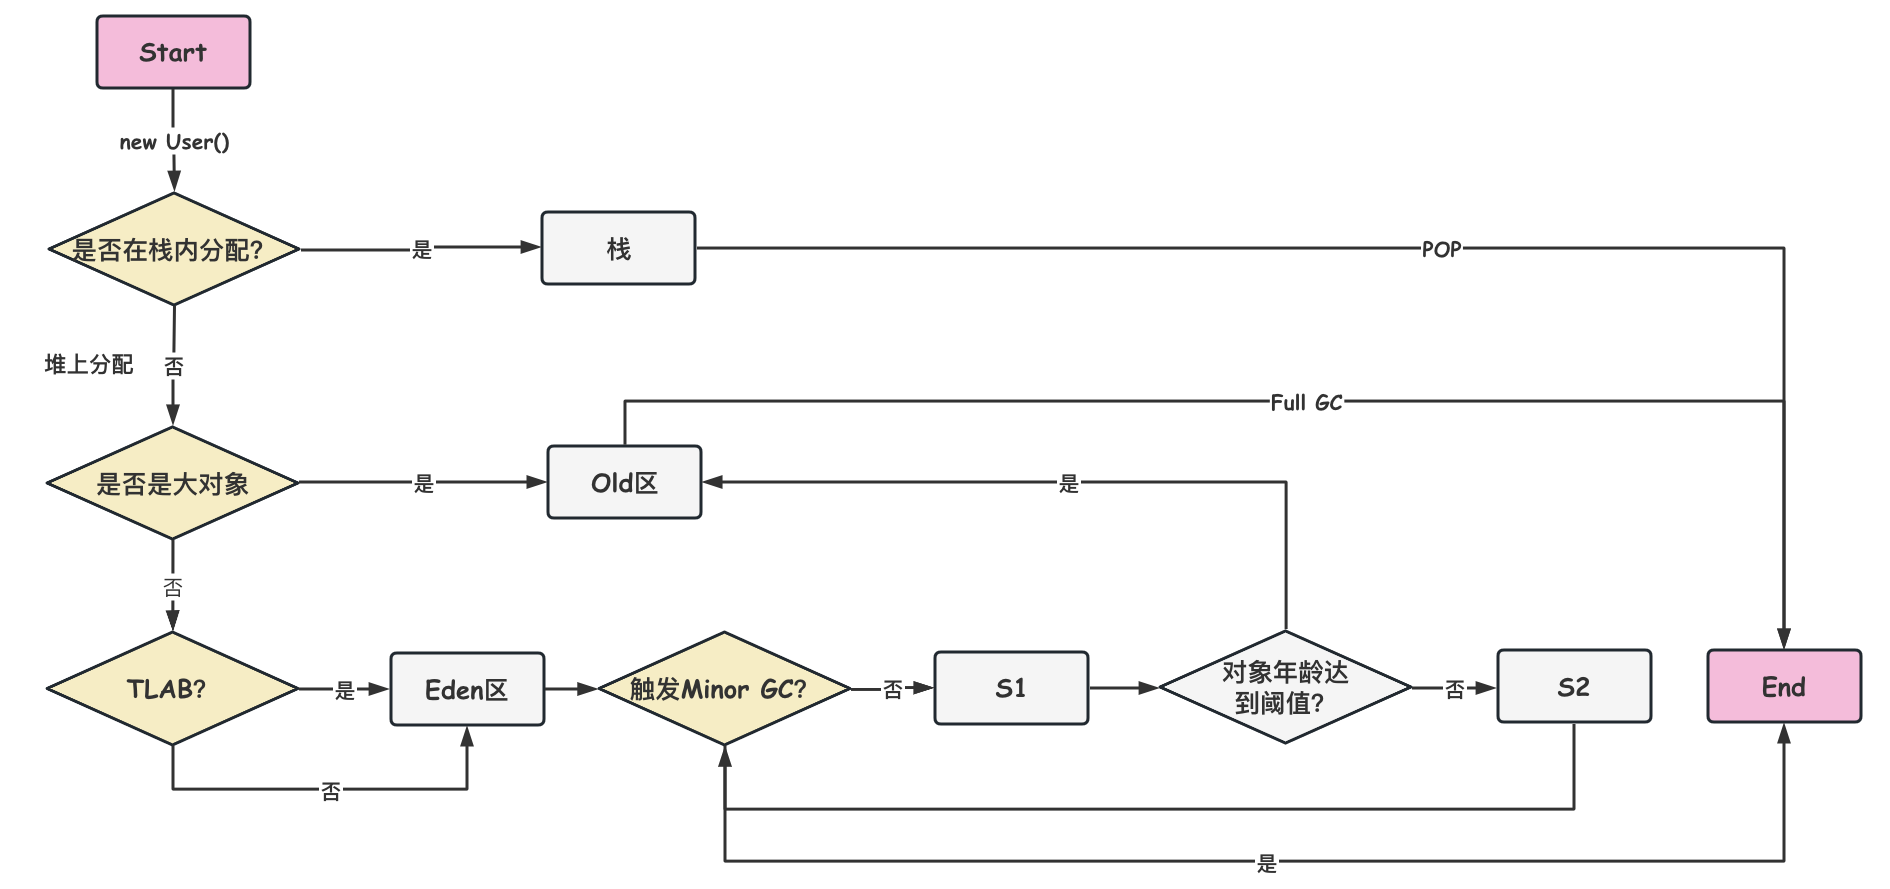 Start
new User()
是否在栈内分配?
是
栈
POP
堆上分配
否
Full GC
是否是大对象
是
Old区
是
否
TLAB?
是
Eden区
触发Minor GC?
否
S1
对象年龄达
到阈值?
否
S2
End
否
是